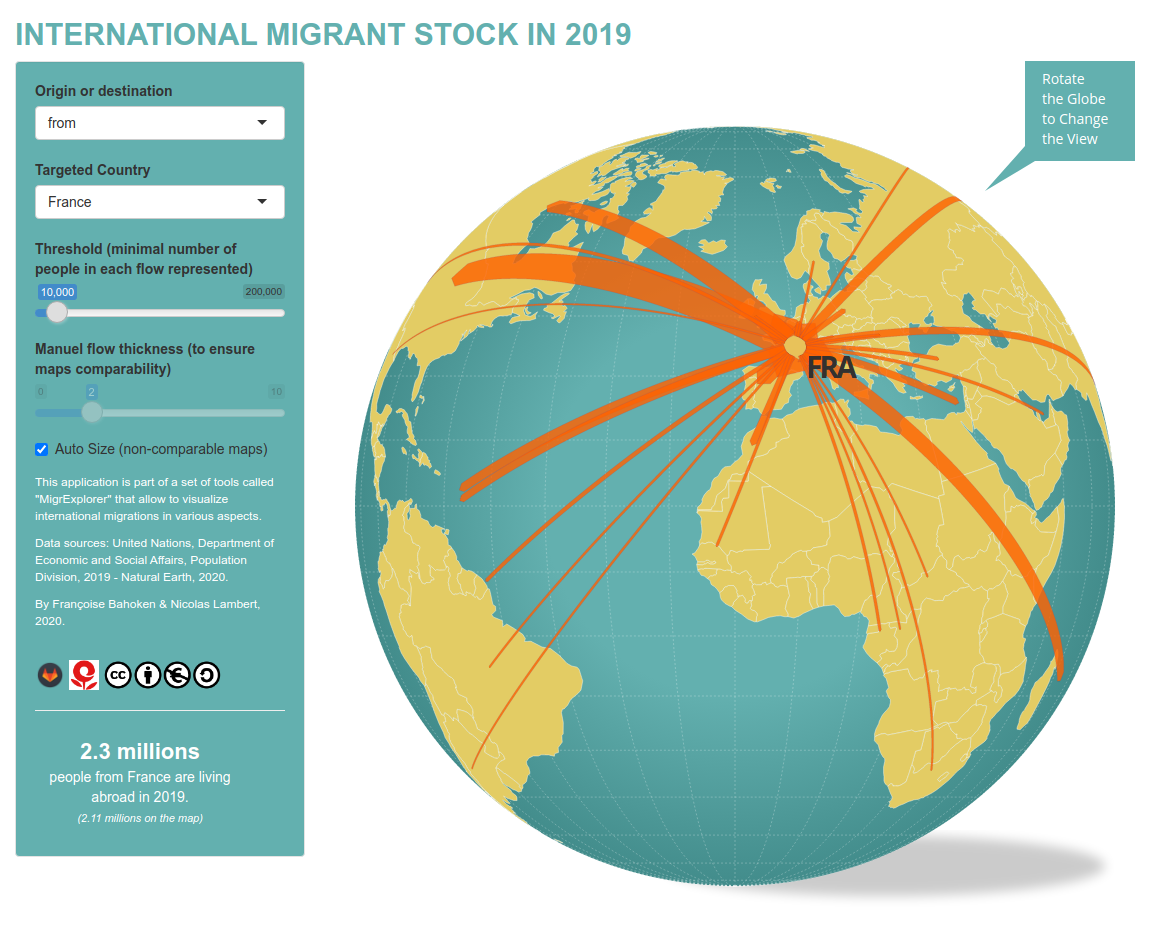 INTERNATIONAL MIGRANT STOCK IN 2019
Origin or destination
from
Targeted Country
France
Threshold (minimal number of
people in each flow represented)
10,000
200,000
Manuel flow thickness (to ensure
maps comparability)
0
2
10
Auto Size (non-comparable maps)
This application is part of a set of tools called
"MigrExplorer" that allow to visualize
international migrations in various aspects.
Data sources: United Nations, Department of
Economic and Social Affairs, Population
Division, 2019 - Natural Earth, 2020.
By Françoise Bahoken & Nicolas Lambert,
2020.
cc
2.3 millions
people from France are living
abroad in 2019.
(2.11 millions on the map)
Rotate
the Globe
to Change
the View
FRA